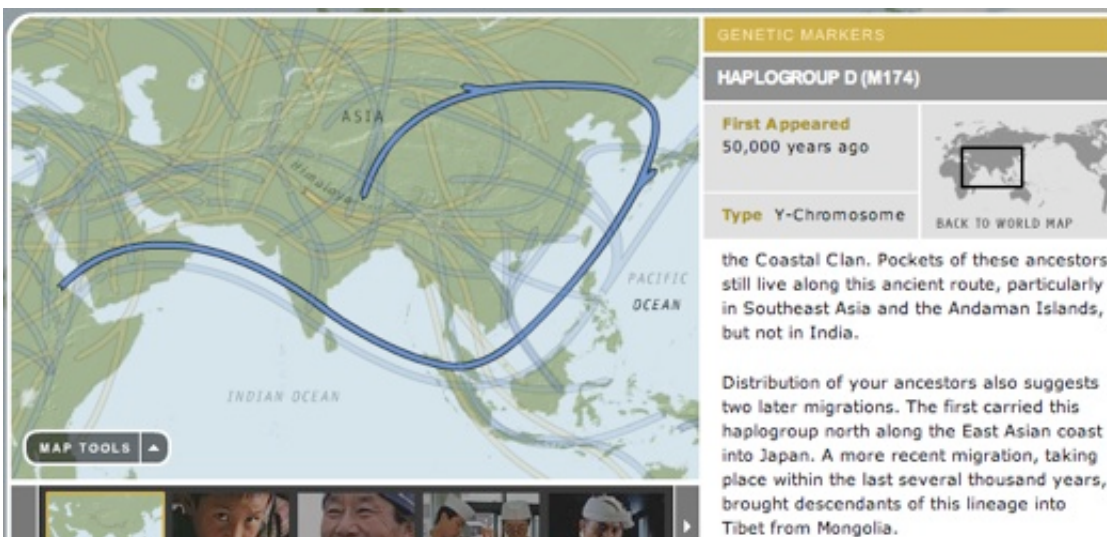 GENETIC MARKERS
HAPLOGROUP D (M174)
First Appeared
50,000 years ago
Type Y-Chromosome
BACK TO WORLD MAP
the Coastal Clan. Pockets of these ancestors
still live along this ancient route, particularly
in Southeast Asia and the Andaman Islands,
but not in India.
Distribution of your ancestors also suggests
two later migrations. The first carried this
haplogroup north along the East Asian coast
into Japan. A more recent migration, taking
place within the last several thousand years,
brought descendants of this lineage into
Tibet from Mongolia.
ASIA
Himalayas
PACIFIC
OCEAN
INDIAN OCEAN
MAP TOOLS